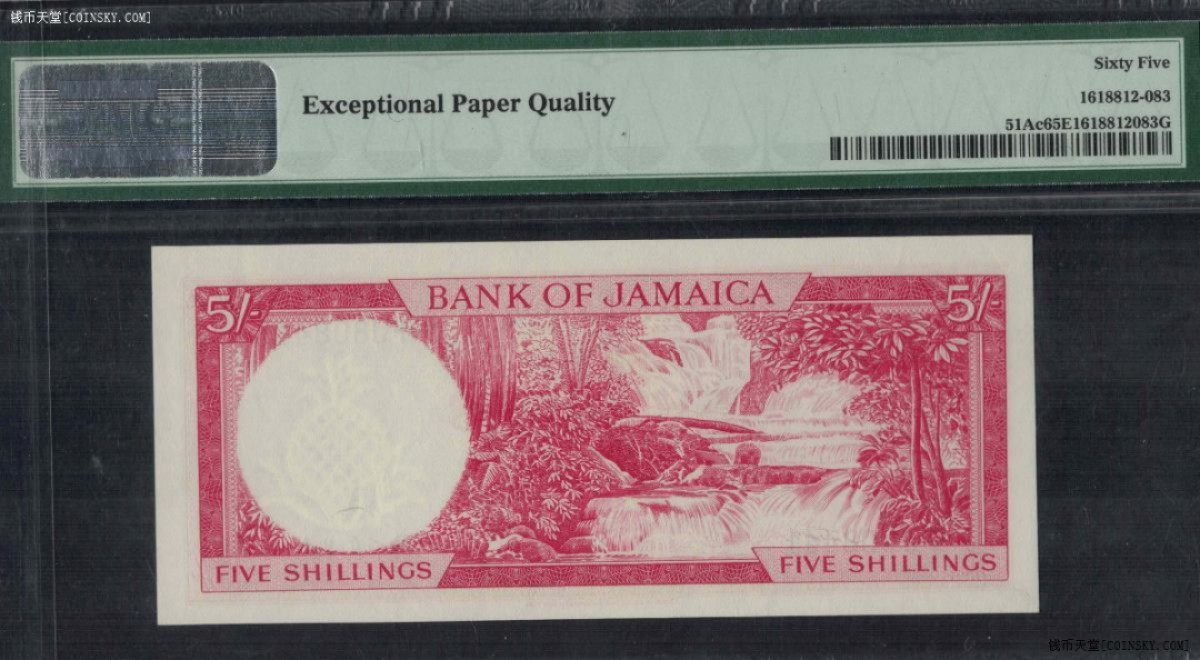 钱币天堂[COINSKY.COM]
Sixty Five
Exceptional Paper Quality
1618812-083
51Ac65E1618812083G
BANK OF JAMAICA
5/-
5/-
FIVE SHILLINGS
FIVE SHILLINGS
钱币天堂[COINSKY.COM]